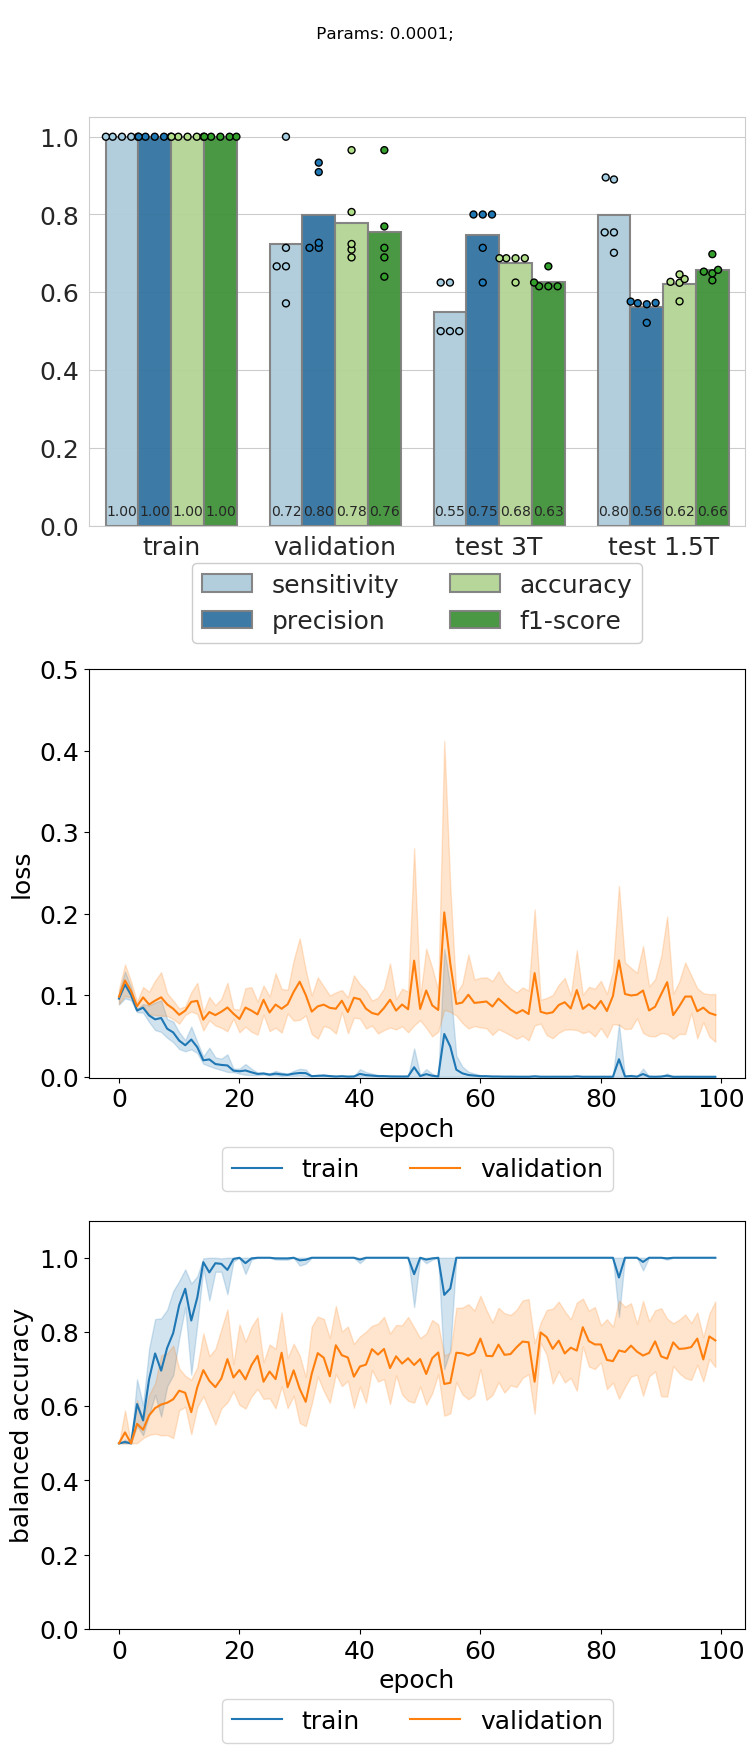 Params: 0.0001;
1.0
0.8
0.6
0.4
0.2
0.0
1.00 1.00 1.00 1.00 0.72 0.80 0.78 0.76 0.55 0.75 0.68 0.63 0.80 0.56 0.62 0.66
train validation test 3T test 1.5T
sensitivity accuracy
precision f1-score
0.5
0.4
0.3
0.2
0.1
0.0
loss
0 20 40 60 80 100
epoch
train validation
1.0
0.8
0.6
0.4
0.2
0.0
balanced accuracy
0 20 40 60 80 100
epoch
train validation